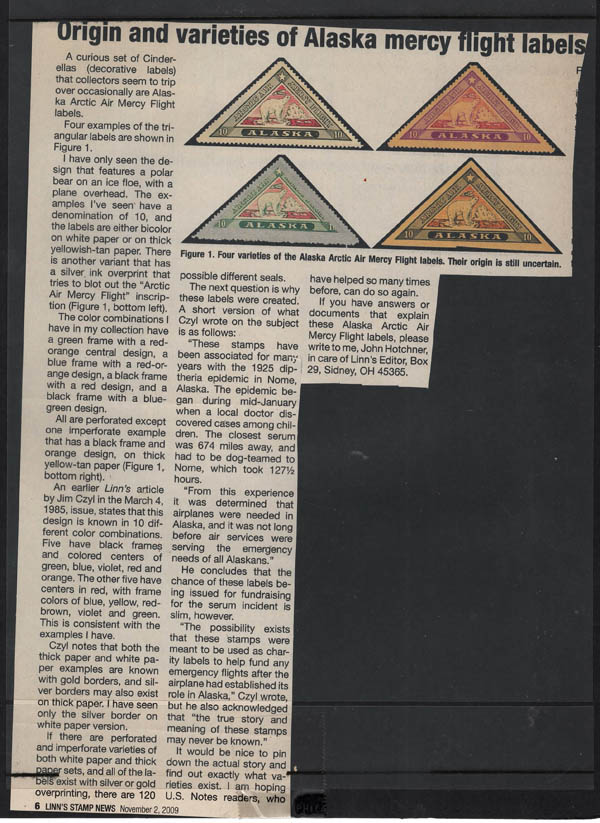 Origin and varieties of Alaska mercy flight labels
A curious set of Cinder-
ellas (decorative labels)
that collectors seem to trip
over occasionally are Alas-
ka Arctic Air Mercy Flight
labels.
Four examples of the tri-
angular labels are shown in
Figure 1.
I have only seen the de-
sign that features a polar
bear on an ice floe, with a
plane overhead. The ex-
amples I've seen have a
denomination of 10, and
the labels are either bicolor
on white paper or on thick
yellowish-tan paper. There
is another variant that has
a silver ink overprint that
tries to blot out the "Arctic
Air Mercy Flight" inscrip-
tion (Figure 1, bottom left).
The color combinations I
have in my collection have
a green frame with a red-
orange central design, a
blue frame with a red-or-
ange design, a black frame
with a red design, and a
black frame with a blue-
green design.
All are perforated except
one imperforate example
that has a black frame and
orange design, on thick
yellow-tan paper (Figure 1,
bottom right).
An earlier Linn's article
by Jim Czyl in the March 4,
1985, issue, states that this
design is known in 10 dif-
ferent color combinations.
Five have black frames
and colored centers of
green, blue, violet, red and
orange. The other five have
centers in red, with frame
colors of blue, yellow, red-
brown, violet and green.
This is consistent with the
examples I have.
Czyl notes that both the
thick paper and white pa-
per examples are known
with gold borders, and sil-
ver borders may also exist
on thick paper. I have seen
only the silver border on
white paper version.
If there are perforated
and imperforate varieties of
both white paper and thick
paper sets, and all of the la-
bels exist with silver or gold
overprinting, there are 120
10 ALASKA 10
10 ALASKA 10
10 ALASKA 10
10 ALASKA 10
Figure 1. Four varieties of the Alaska Arctic Air Mercy Flight labels. Their origin is still uncertain.
possible different seals.
The next question is why
these labels were created.
A short version of what
Czyl wrote on the subject
is as follows:
"These stamps have
been associated for many
years with the 1925 dip-
theria epidemic in Nome,
Alaska. The epidemic be-
gan during mid-January
when a local doctor dis-
covered cases among chil-
dren. The closest serum
was 674 miles away, and
had to be dog-teamed to
Nome, which took 127½
hours.
"From this experience
it was determined that
airplanes were needed in
Alaska, and it was not long
before air services were
serving the emergency
needs of all Alaskans."
He concludes that the
chance of these labels be-
ing issued for fundraising
for the serum incident is
slim, however.
"The possibility exists
that these stamps were
meant to be used as char-
ity labels to help fund any
emergency flights after the
airplane had established its
role in Alaska," Czyl wrote,
but he also acknowledged
that "the true story and
meaning of these stamps
may never be known."
It would be nice to pin
down the actual story and
find out exactly what va-
rieties exist. I am hoping
U.S. Notes readers, who
have helped so many times
before, can do so again.
If you have answers or
documents that explain
these Alaska Arctic Air
Mercy Flight labels, please
write to me, John Hotchner,
in care of Linn's Editor, Box
29, Sidney, OH 45365.
6 LINN'S STAMP NEWS November 2, 2009